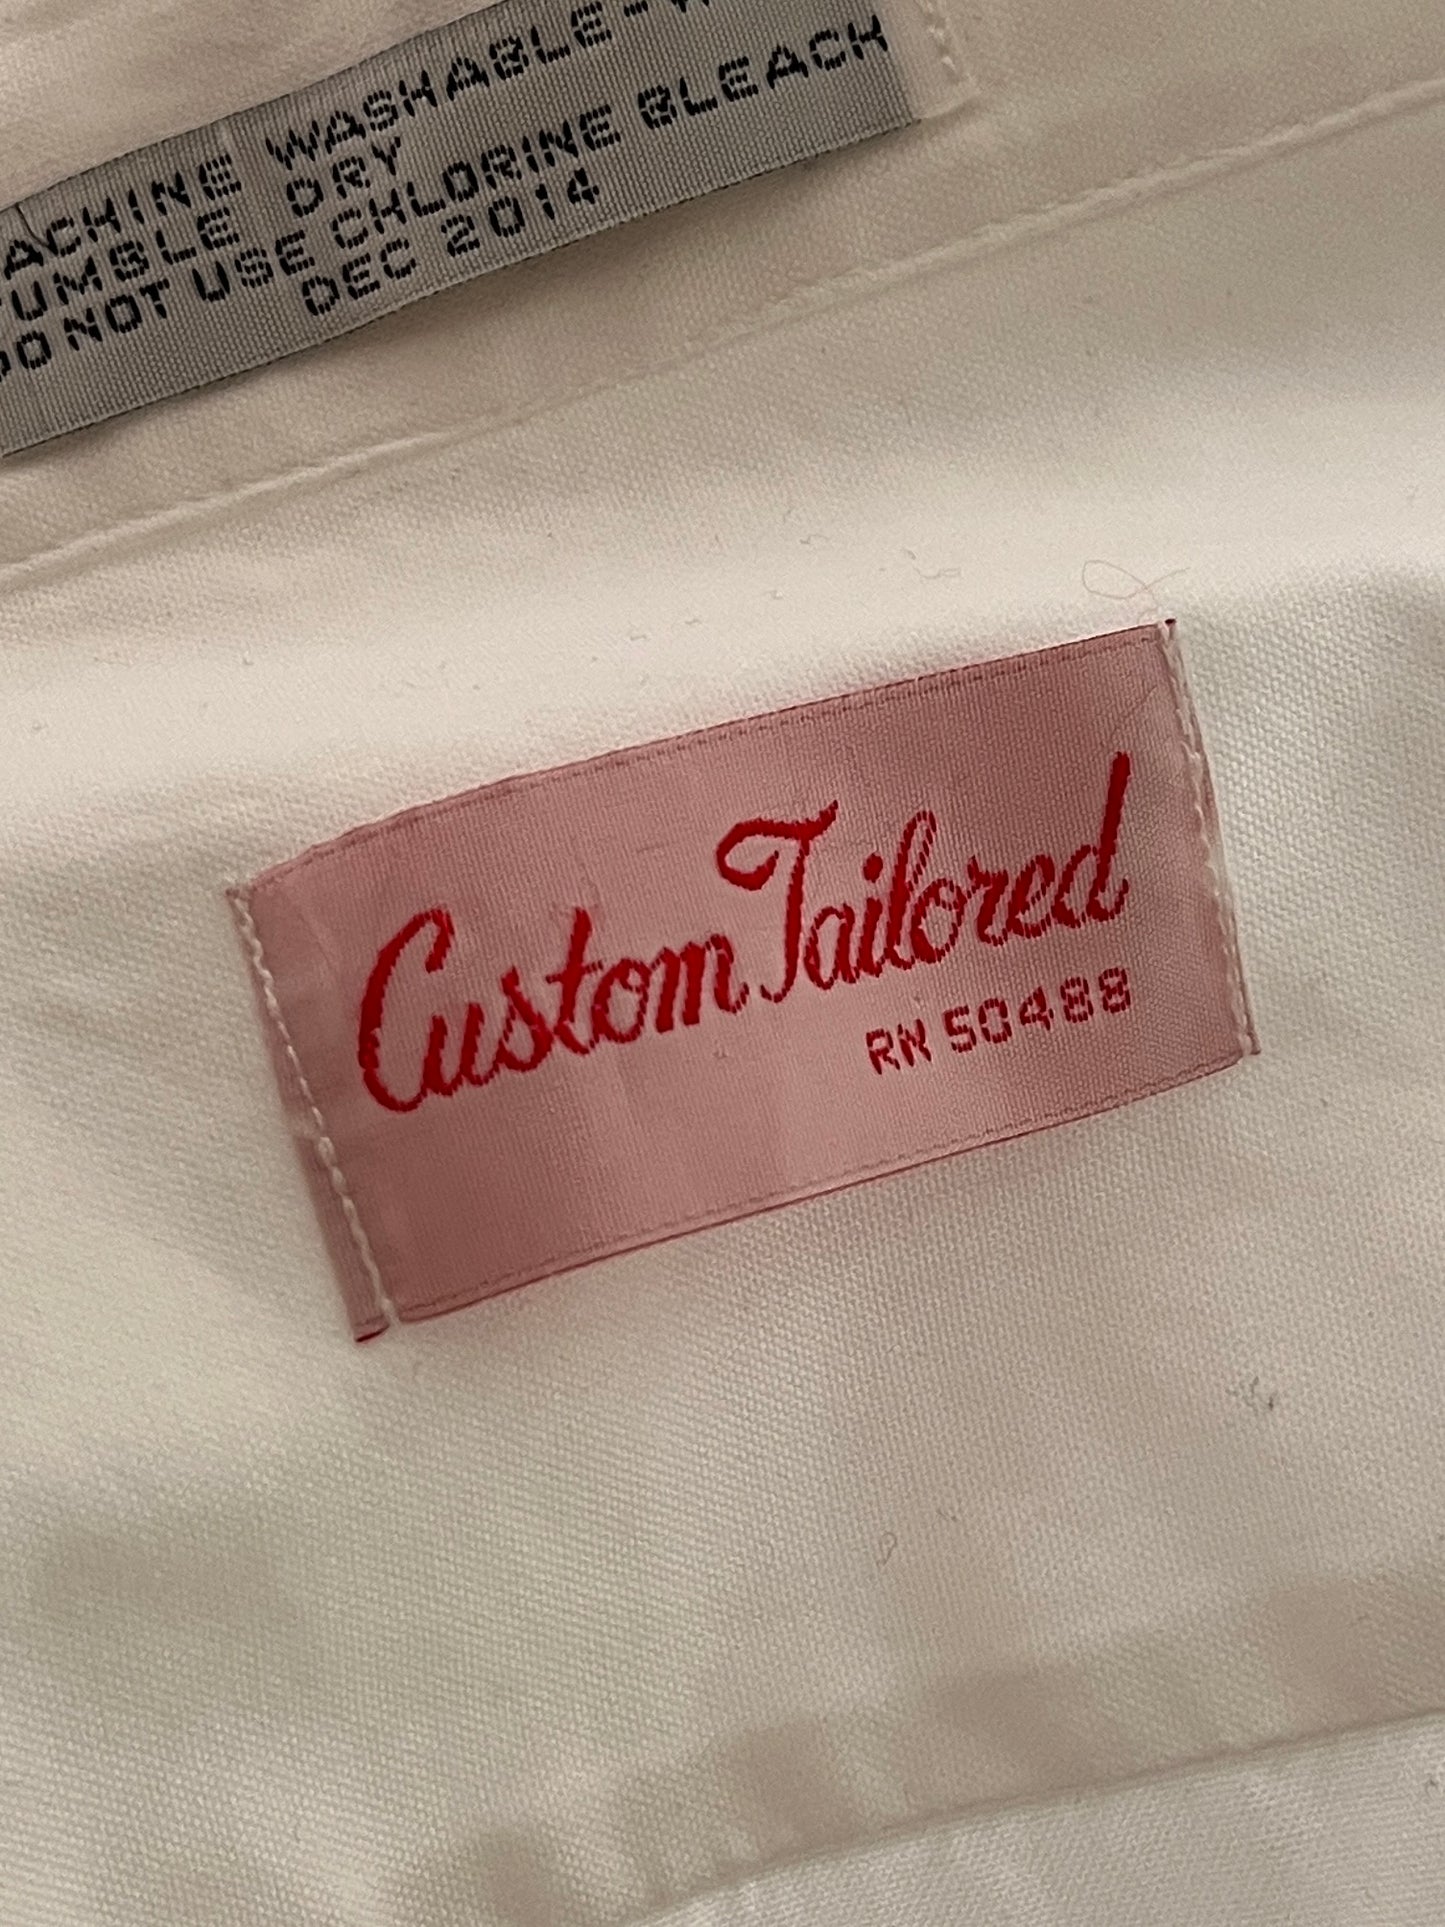 MACHINE WASHABLE-W
TUMBLE DRY
DO NOT USE CHLORINE BLEACH
DEC 2014
Custom Tailored
RN 50488